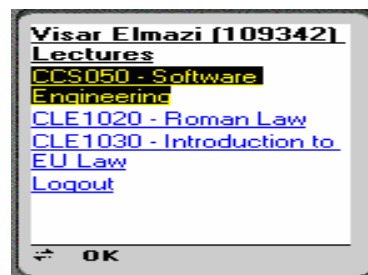 Visar Elmazi (109342)
Lectures
CCS050 - Software
Engineering
CLE1020 - Roman Law
CLE1030 - Introduction to
EU Law
Logout
OK